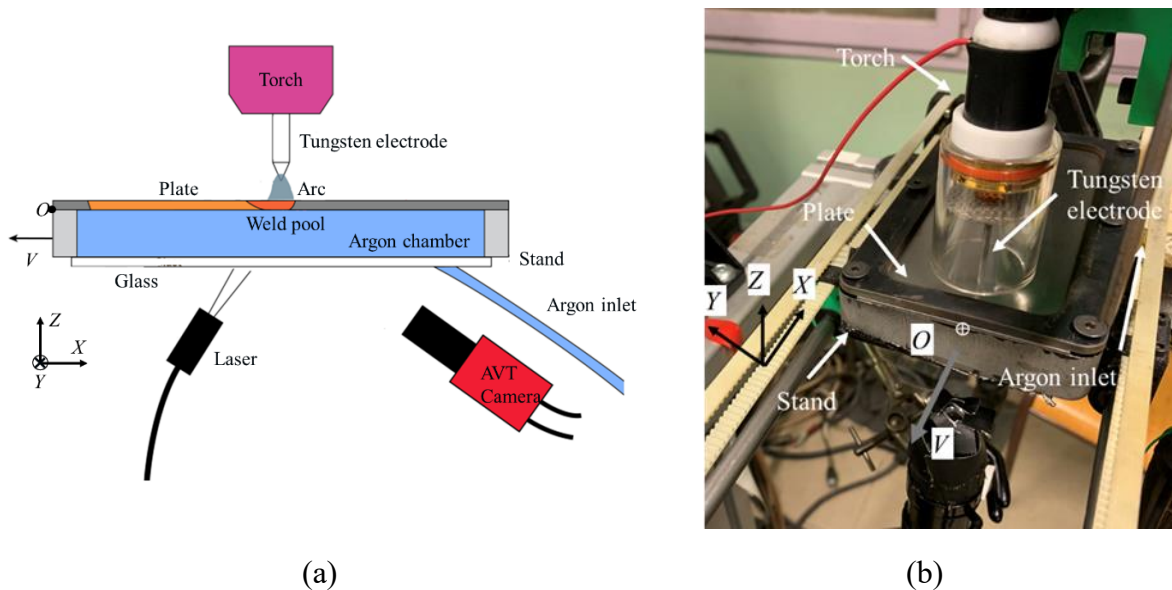 Torch
Tungsten electrode
Plate
Arc
O
Weld pool
Argon chamber
V
Stand
Glass
Argon inlet
Z
X
Y
Laser
AVT
Camera
(a)
Torch
Tungsten
electrode
Plate
Z
X
Y
O
Argon inlet
Stand
V
(b)